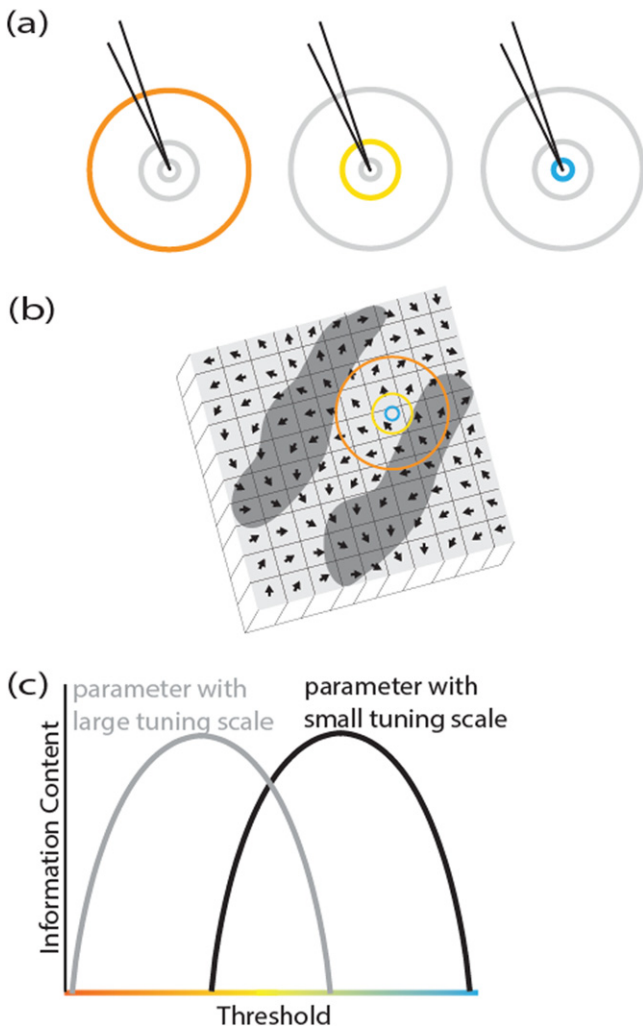 (a)
(b)
(c)
parameter with
large tuning scale
parameter with
small tuning scale
Information Content
Threshold